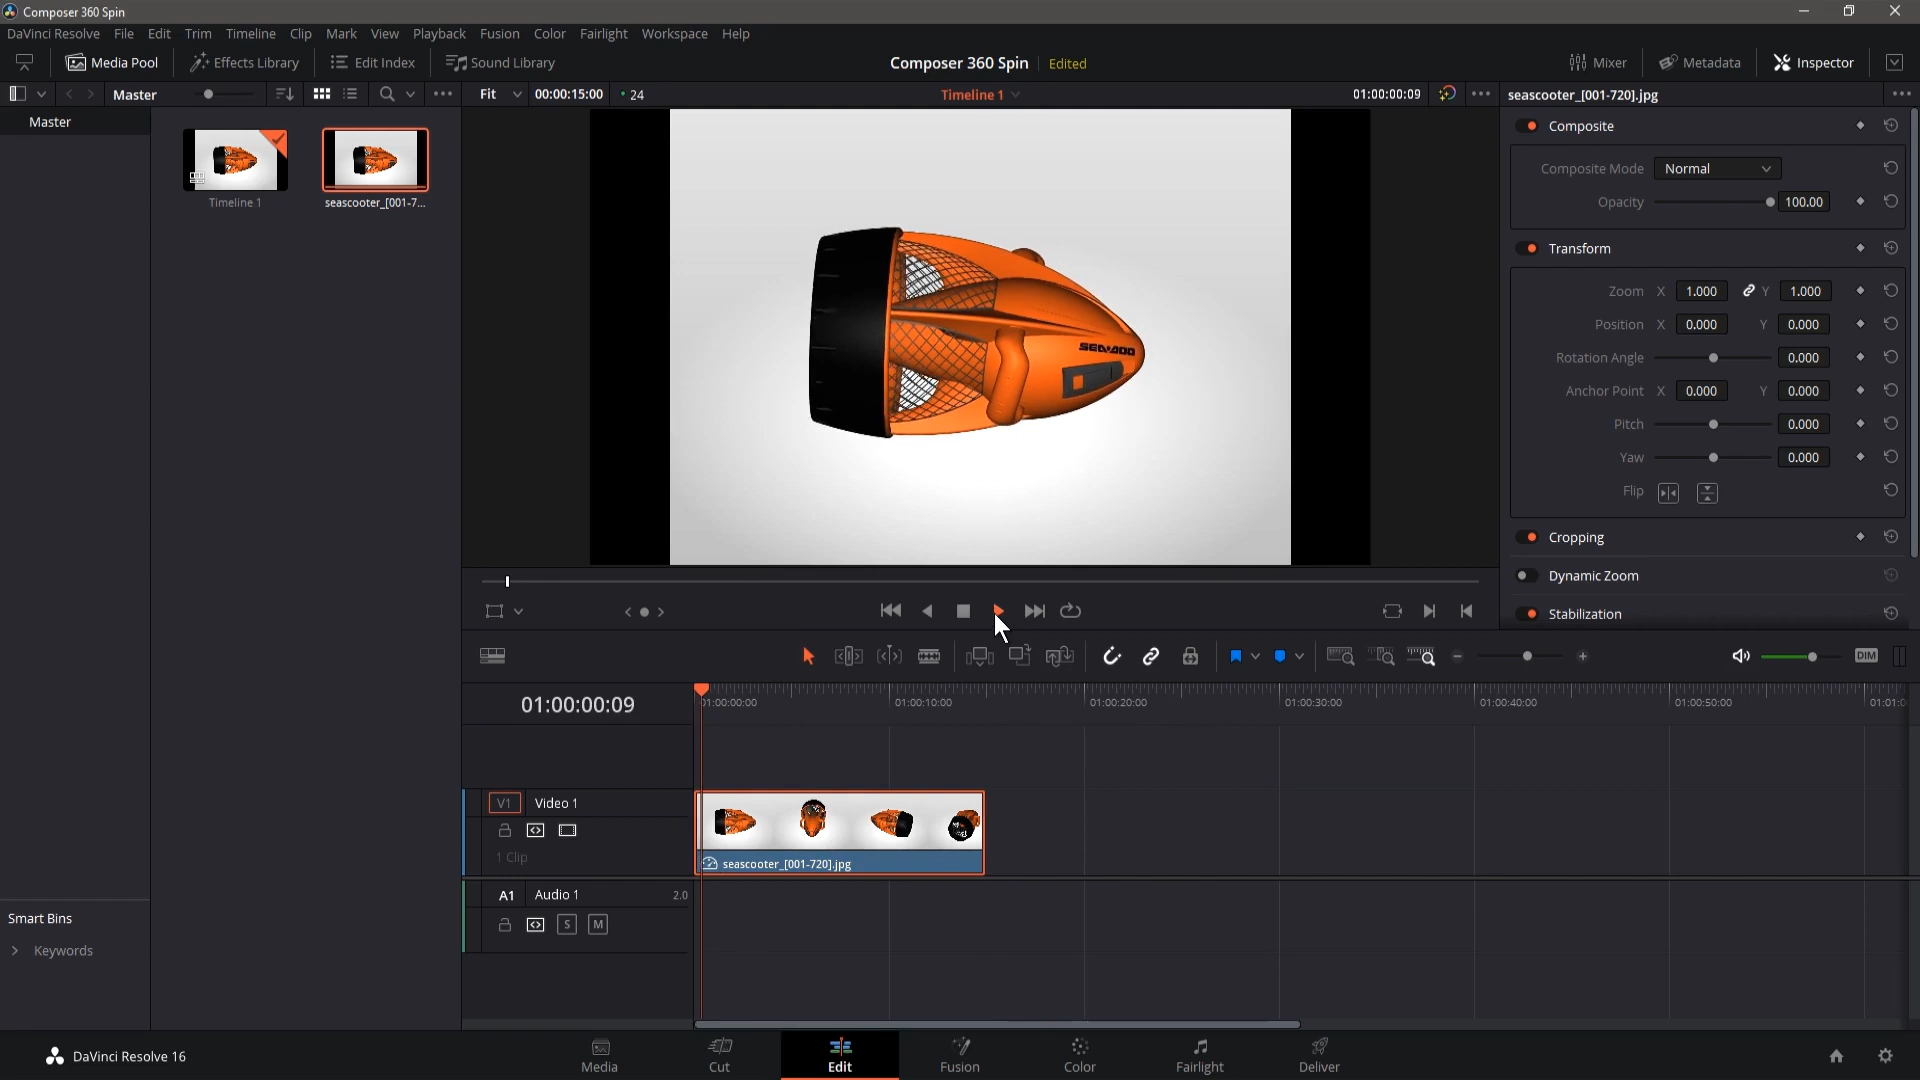 Composer 360 Spin
DaVinci Resolve File Edit Trim Timeline Clip Mark View Playback Fusion Color Fairlight Workspace Help
Media Pool Effects Library Edit Index Sound Library Composer 360 Spin Edited Mixer Metadata Inspector
Master Fit 00:00:15:00 24 Timeline 1 01:00:00:09 seascooter_[001-720].jpg
Master
Timeline 1
seascooter_[001-7...
SEA-DOO
Composite
Composite Mode Normal
Opacity 100.00
Transform
Zoom X 1.000 Y 1.000
Position X 0.000 Y 0.000
Rotation Angle 0.000
Anchor Point X 0.000 Y 0.000
Pitch 0.000
Yaw 0.000
Flip
Cropping
Dynamic Zoom
Stabilization
DIM
01:00:00:09
01:00:00:00 01:00:10:00 01:00:20:00 01:00:30:00 01:00:40:00 01:00:50:00 01:01:0
V1 Video 1
1 Clip
seascooter_[001-720].jpg
A1 Audio 1 2.0
S M
Smart Bins
Keywords
DaVinci Resolve 16
Media Cut Edit Fusion Color Fairlight Deliver